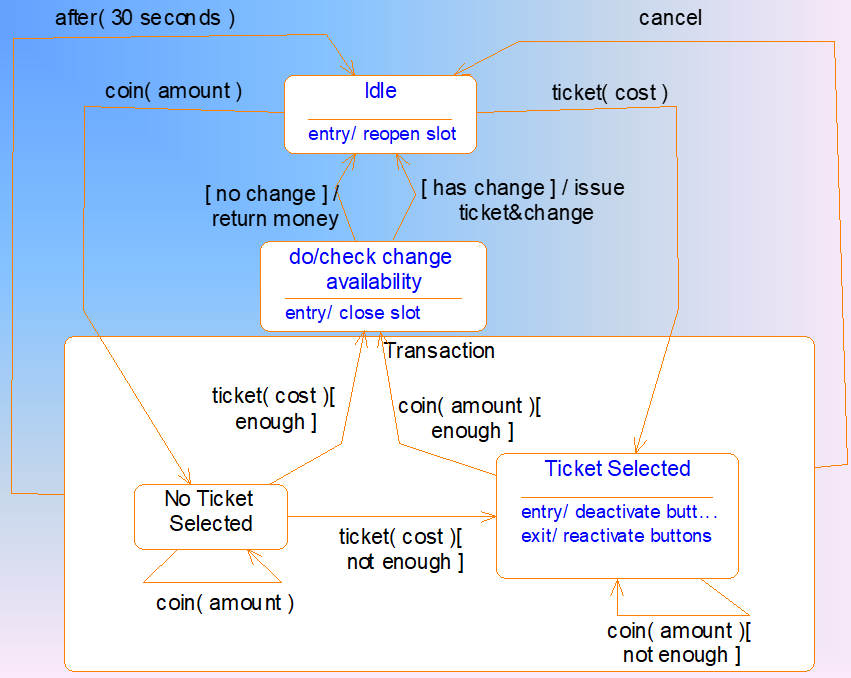 after( 30 seconds )
cancel
coin( amount )
Idle
ticket( cost )
entry/ reopen slot
[ no change ] /
return money
[ has change ] / issue
ticket&change
do/check change
availability
entry/ close slot
Transaction
ticket( cost )[
enough ]
coin( amount )[
enough ]
Ticket Selected
entry/ deactivate butt...
exit/ reactivate buttons
No Ticket
Selected
ticket( cost )[
not enough ]
coin( amount )
coin( amount )[
not enough ]